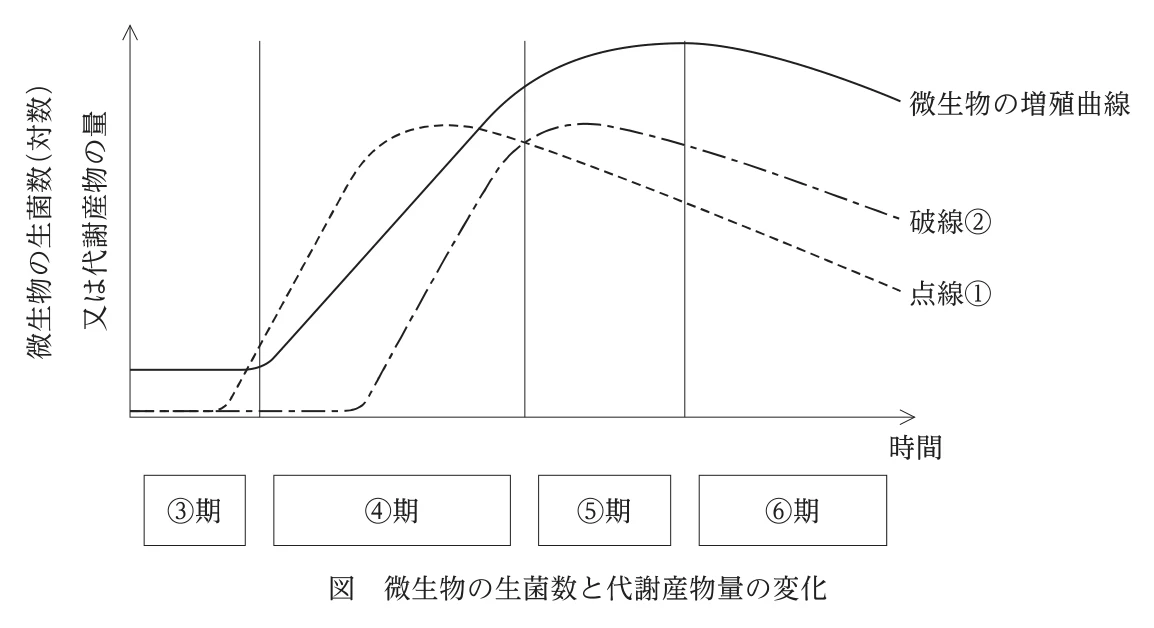 微生物の生菌数(対数)
又は代謝産物の量
微生物の増殖曲線
破線②
点線①
時間
③期
④期
⑤期
⑥期
図　微生物の生菌数と代謝産物量の変化